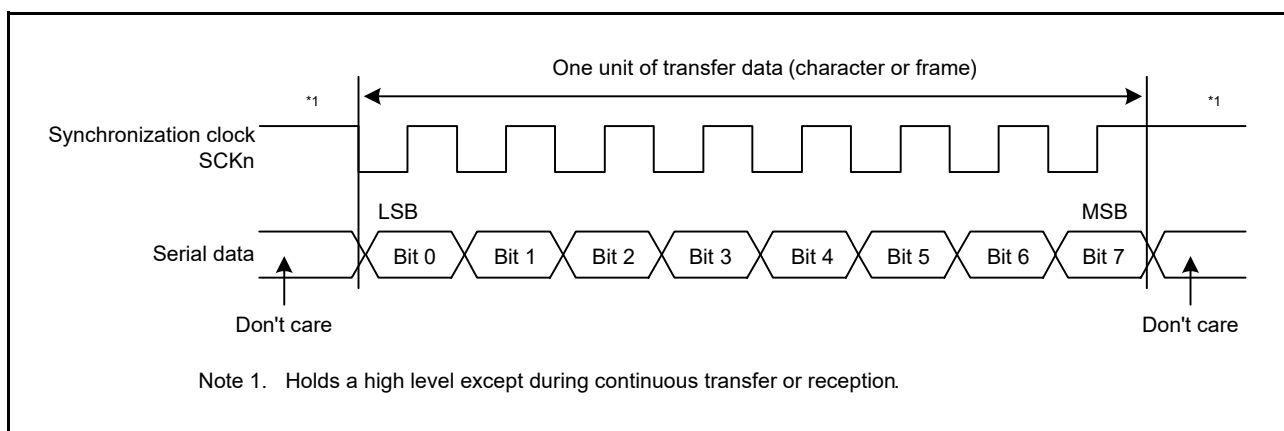 One unit of transfer data (character or frame)
*1
*1
Synchronization clock
SCKn
LSB
MSB
Serial data
Bit 0
Bit 1
Bit 2
Bit 3
Bit 4
Bit 5
Bit 6
Bit 7
Don't care
Don't care
Note 1. Holds a high level except during continuous transfer or reception.